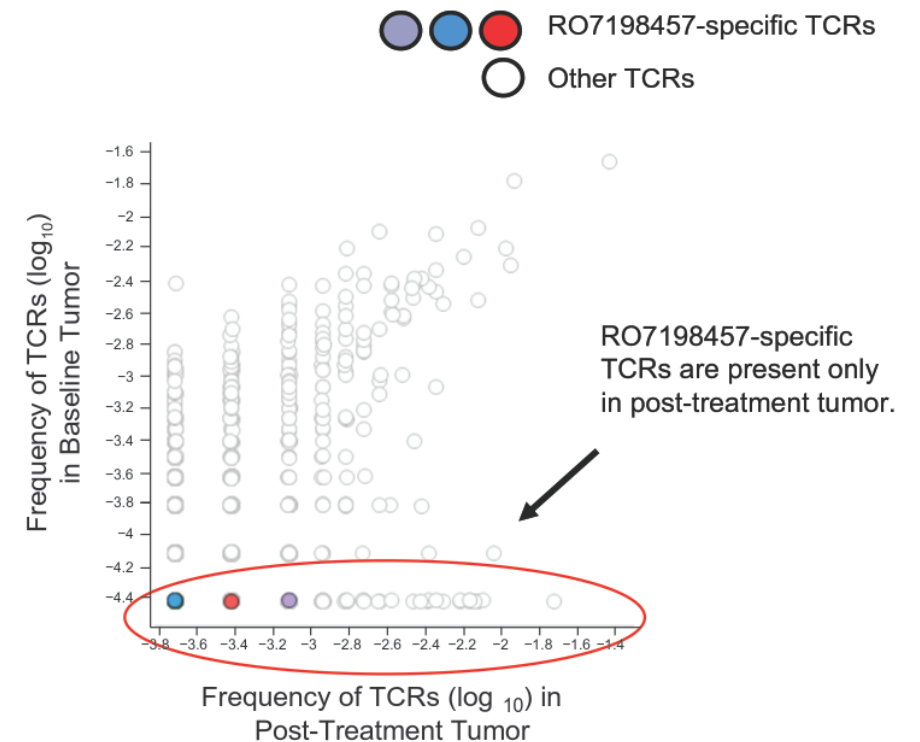 RO7198457-specific TCRs
Other TCRs
−1.6
−1.8
−2
−2.2
−2.4
−2.6
−2.8
−3
−3.2
−3.4
−3.6
−3.8
−4
−4.2
−4.4
Frequency of TCRs (log10)
in Baseline Tumor
RO7198457-specific
TCRs are present only
in post-treatment tumor.
−3.8 −3.6 −3.4 −3.2 −3 −2.8 −2.6 −2.4 −2.2 −2 −1.8 −1.6 −1.4
Frequency of TCRs (log 10) in
Post-Treatment Tumor